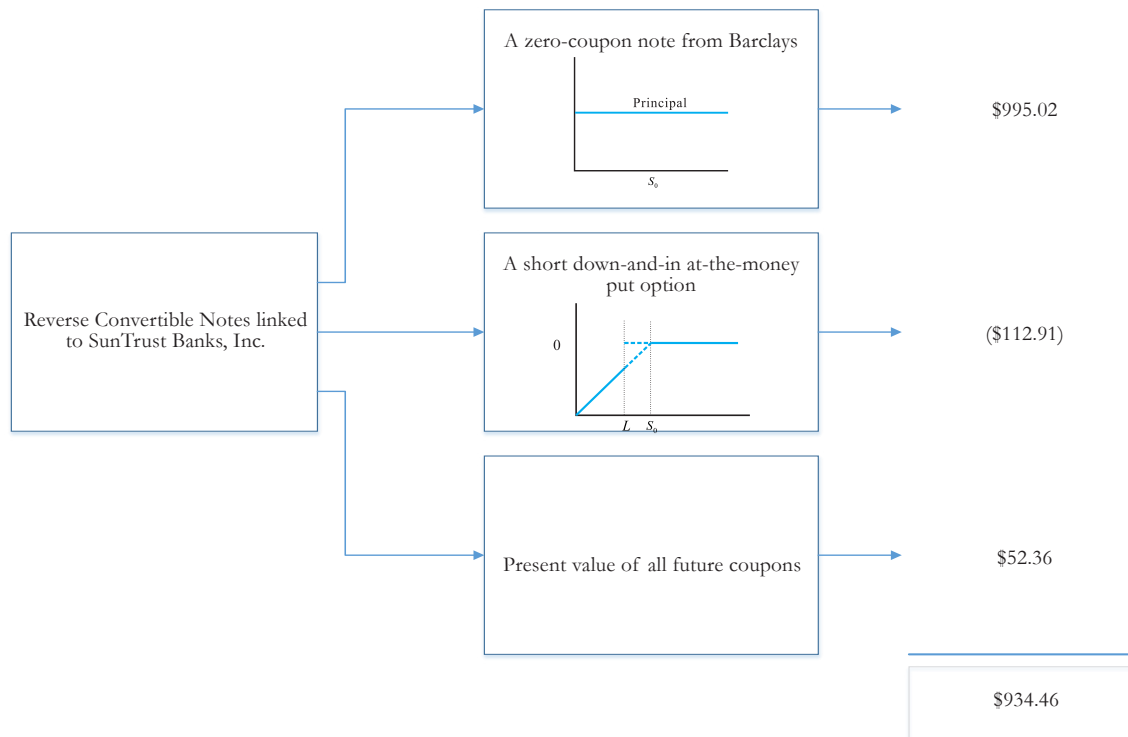 A zero-coupon note from Barclays
Principal
S₀
$995.02
Reverse Convertible Notes linked
to SunTrust Banks, Inc.
A short down-and-in at-the-money
put option
0
L
S₀
($112.91)
Present value of all future coupons
$52.36
$934.46